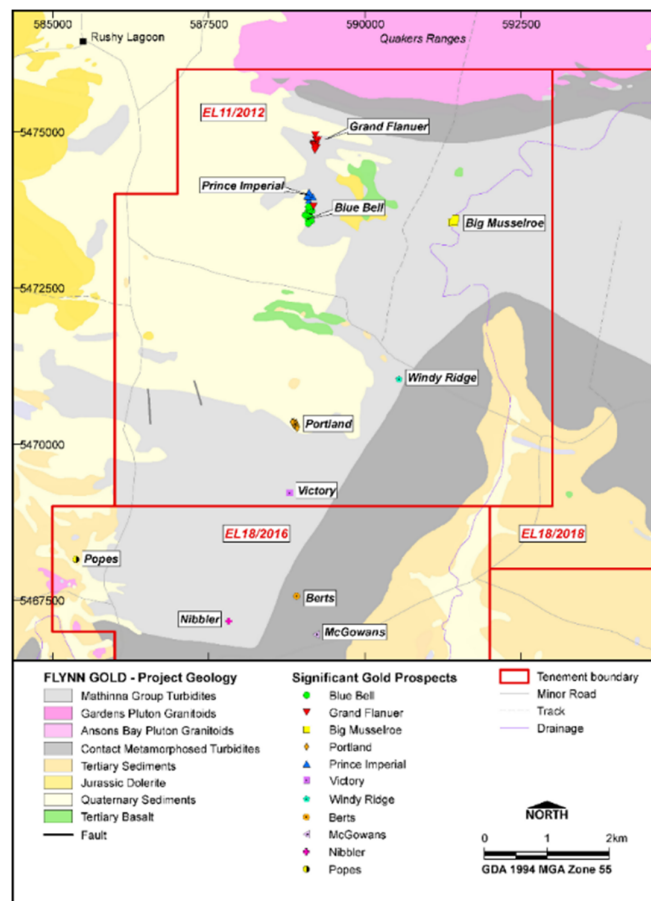 585000 587500 590000 592500
Rushy Lagoon
Quakers Ranges
EL11/2012
5475000
Grand Flanuer
Prince Imperial
Blue Bell
Big Musselroe
5472500
Windy Ridge
Portland
5470000
Victory
EL18/2016
EL18/2018
Popes
Berts
5467500
Nibbler
McGowans
FLYNN GOLD - Project Geology
Mathinna Group Turbidites
Gardens Pluton Granitoids
Ansons Bay Pluton Granitoids
Contact Metamorphosed Turbidites
Tertiary Sediments
Jurassic Dolerite
Quaternary Sediments
Tertiary Basalt
Fault
Significant Gold Prospects
Blue Bell
Grand Flanuer
Big Musselroe
Portland
Prince Imperial
Victory
Windy Ridge
Berts
McGowans
Nibbler
Popes
Tenement boundary
Minor Road
Track
Drainage
NORTH
0 1 2km
GDA 1994 MGA Zone 55